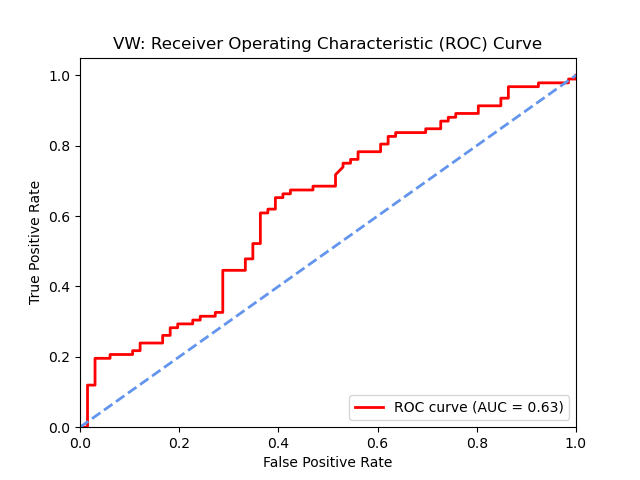 VW: Receiver Operating Characteristic (ROC) Curve
True Positive Rate
1.0
0.8
0.6
0.4
0.2
0.0
0.0 0.2 0.4 0.6 0.8 1.0
False Positive Rate
ROC curve (AUC = 0.63)